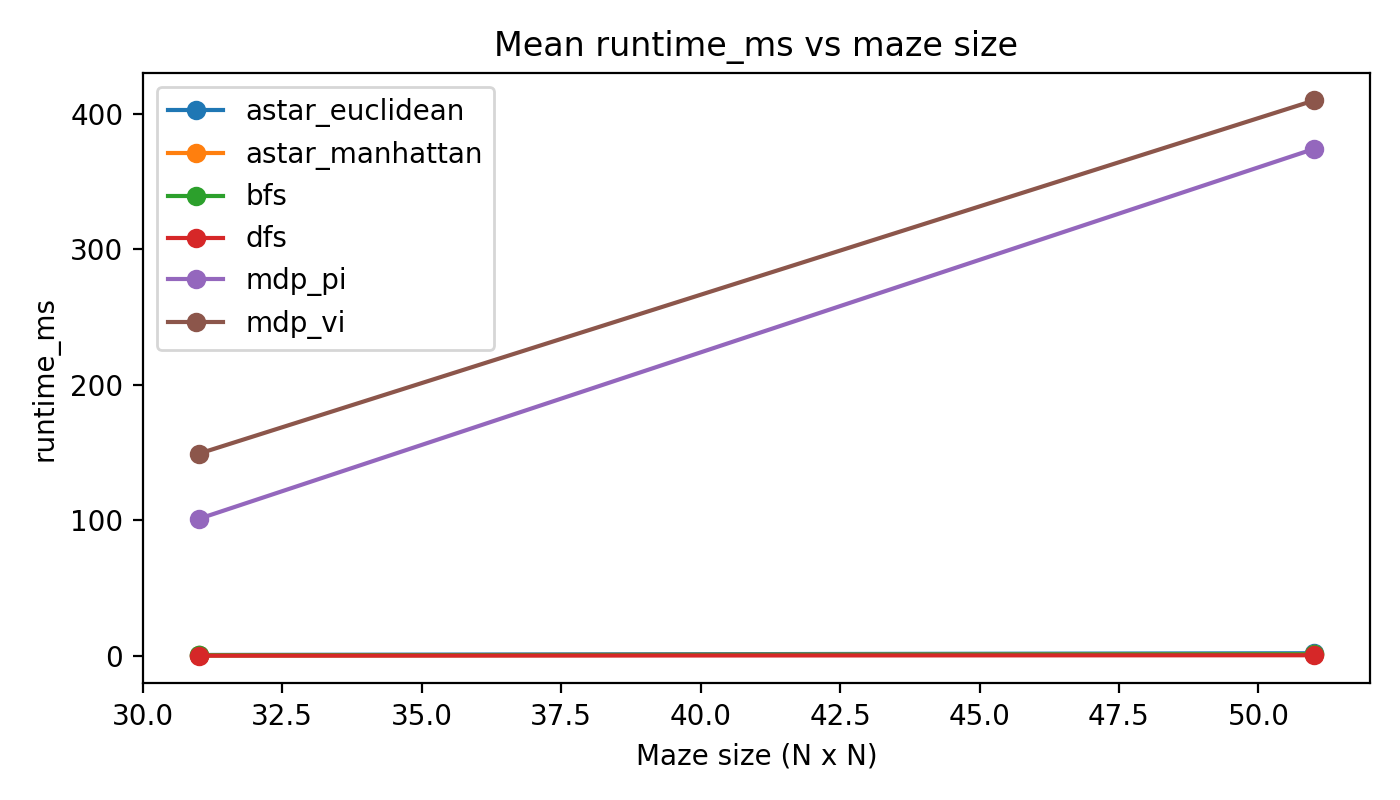 Mean runtime_ms vs maze size
astar_euclidean
astar_manhattan
bfs
dfs
mdp_pi
mdp_vi
runtime_ms
400
300
200
100
0
30.0 32.5 35.0 37.5 40.0 42.5 45.0 47.5 50.0
Maze size (N x N)